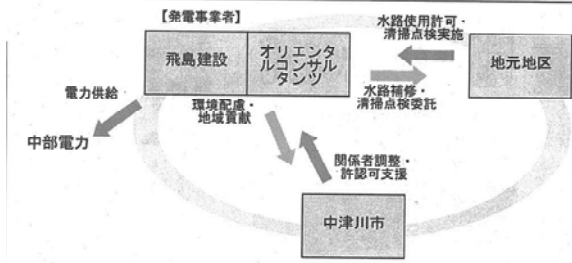 【発電事業者】
飛島建設
オリエンタ
ルコンサル
タンツ
水路使用許可・
清掃点検実施
地元地区
水路補修・
清掃点検委託
電力供給
中部電力
環境配慮・
地域貢献
関係者調整・
許認可支援
中津川市